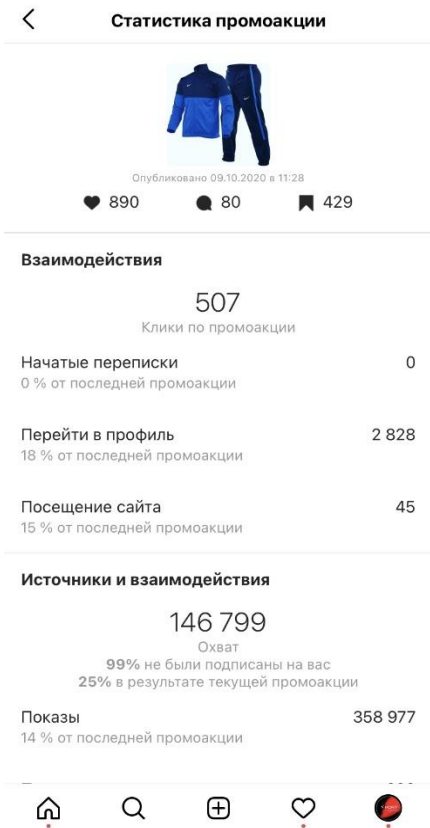 Статистика промоакции
Опубликовано 09.10.2020 в 11:28
890 80 429
Взаимодействия
507
Клики по промоакции
Начатые переписки 0
0 % от последней промоакции
Перейти в профиль 2 828
18 % от последней промоакции
Посещение сайта 45
15 % от последней промоакции
Источники и взаимодействия
146 799
Охват
99% не были подписаны на вас
25% в результате текущей промоакции
Показы 358 977
14 % от последней промоакции